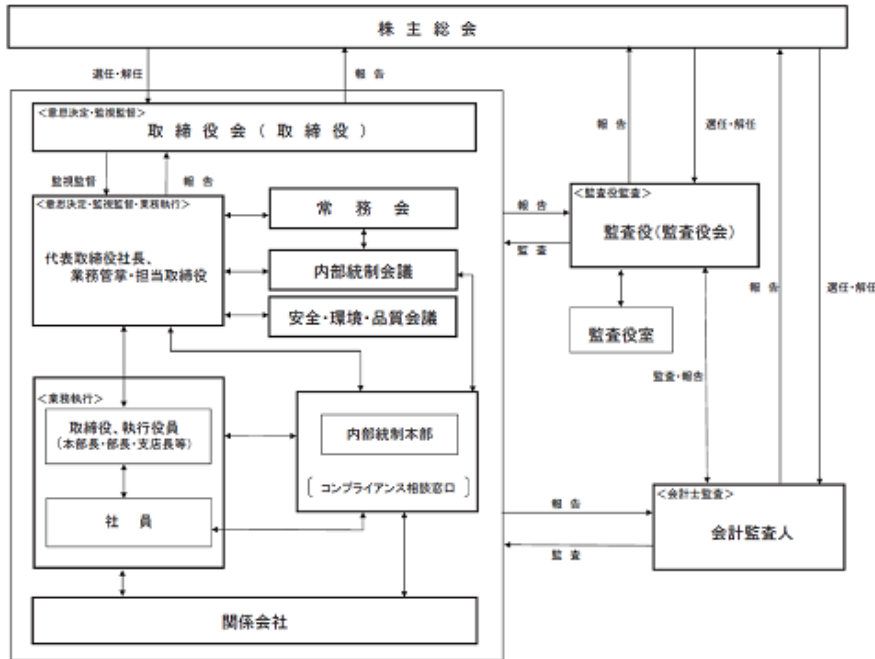 株主総会
選任・解任
報告
報告
選任・解任
<意思決定・監視監督>
取締役会(取締役)
監視監督
報告
<意思決定・監視監督・業務執行>
代表取締役社長、
業務管掌・担当取締役
常務会
内部統制会議
安全・環境・品質会議
報告
監査
<監査役監査>
監査役(監査役会)
監査役室
報告
選任・解任
監査・報告
<業務執行>
取締役、執行役員
(本部長・部長・支店長等)
社員
内部統制本部
〔コンプライアンス相談窓口〕
報告
監査
<会計士監査>
会計監査人
関係会社